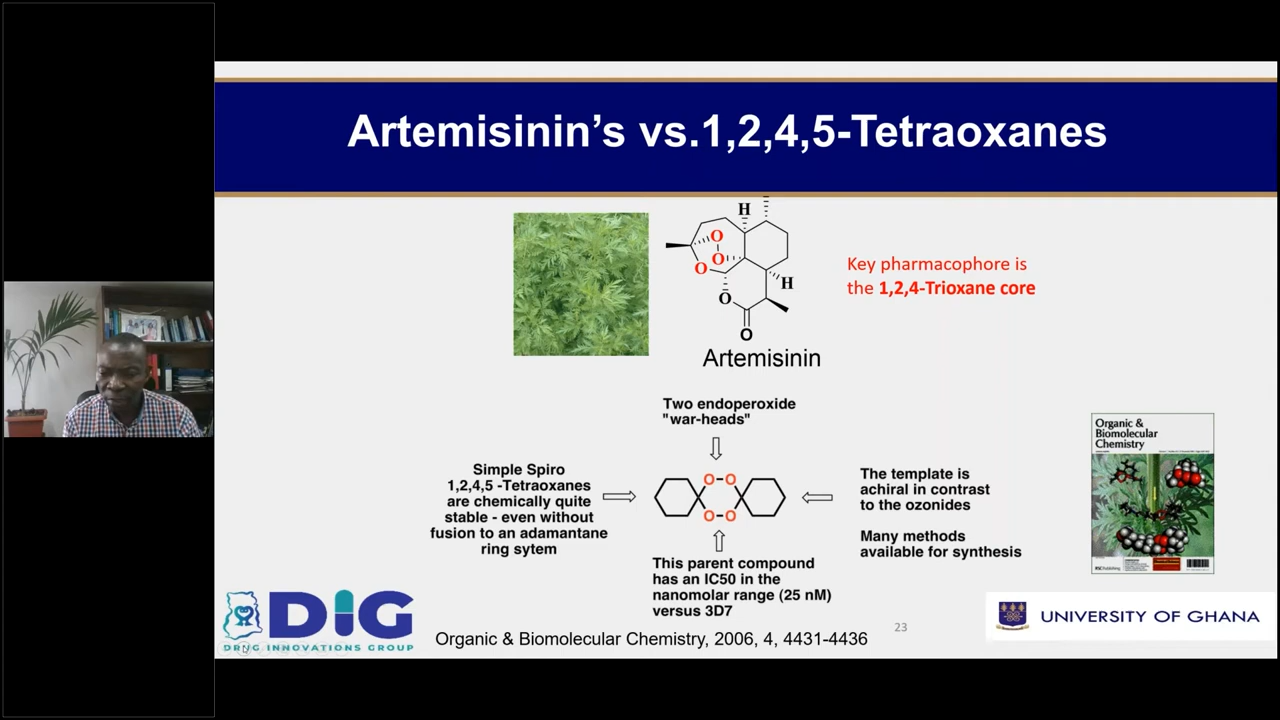 Artemisinin’s vs.1,2,4,5-Tetraoxanes
H
O
O
O
H
O
O
Artemisinin
Key pharmacophore is
the 1,2,4-Trioxane core
Two endoperoxide
"war-heads"
Simple Spiro
1,2,4,5 -Tetraoxanes
are chemically quite
stable - even without
fusion to an adamantane
ring sytem
O-O
O-O
The template is
achiral in contrast
to the ozonides
Many methods
available for synthesis
This parent compound
has an IC50 in the
nanomolar range (25 nM)
versus 3D7
Organic &
Biomolecular
Chemistry
DIG
DRUG INNOVATIONS GROUP
Organic & Biomolecular Chemistry, 2006, 4, 4431-4436
23
UNIVERSITY OF GHANA